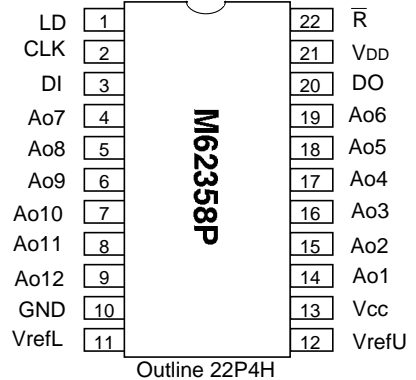 LD 1 22 R̅
CLK 2 21 VDD
DI 3 20 DO
Ao7 4 19 Ao6
Ao8 5 18 Ao5
Ao9 6 17 Ao4
Ao10 7 16 Ao3
Ao11 8 15 Ao2
Ao12 9 14 Ao1
GND 10 13 Vcc
VrefL 11 12 VrefU
M62358P
Outline 22P4H